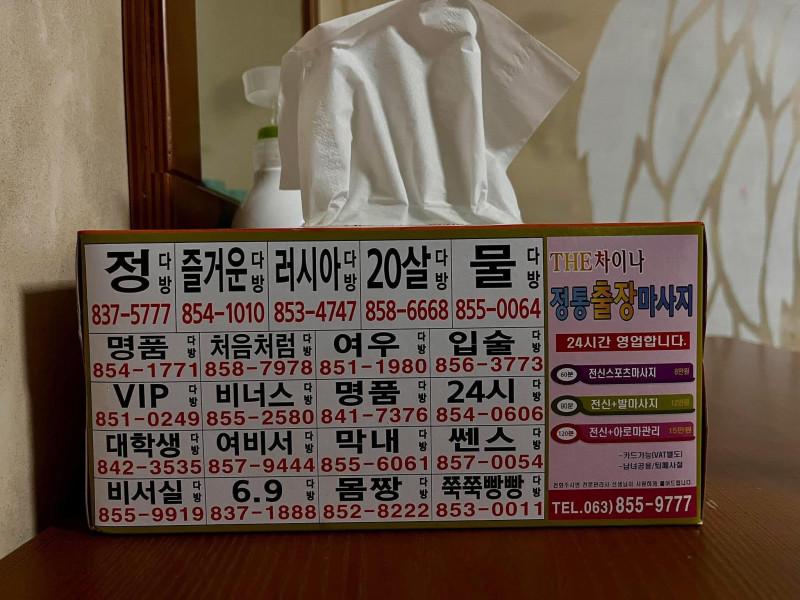 정 다방
837-5777
즐거운 다방
854-1010
러시아 다방
853-4747
20살 다방
858-6668
물 다방
855-0064
명품 다방
854-1771
처음처럼 다방
858-7978
여우 다방
851-1980
입술 다방
856-3773
VIP 다방
851-0249
비너스 다방
855-2580
명품 다방
841-7376
24시 다방
854-0606
대학생 다방
842-3535
여비서 다방
857-9444
막내 다방
855-6061
쎈스 다방
857-0054
비서실 다방
855-9919
6.9 다방
837-1888
몸짱 다방
852-8222
쭉쭉빵빵 다방
853-0011
THE차이나
정통출장마사지
24시간 영업합니다.
60분 전신스포츠마사지 8만원
90분 전신+발마사지 12만원
120분 전신+아로마관리 15만원
-카드가능(VAT별도)
-남녀공용/퇴폐사절
TEL.063) 855-9777